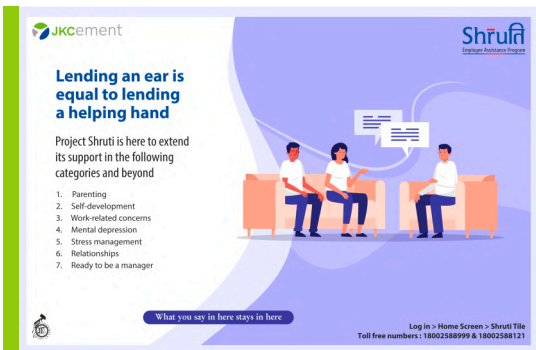 JKCement
Shruति
Employee Assistance Program
Lending an ear is
equal to lending
a helping hand
Project Shruti is here to extend
its support in the following
categories and beyond
1. Parenting
2. Self-development
3. Work-related concerns
4. Mental depression
5. Stress management
6. Relationships
7. Ready to be a manager
What you say in here stays in here
Log in > Home Screen > Shruti Tile
Toll free numbers : 18002588999 & 18002588121